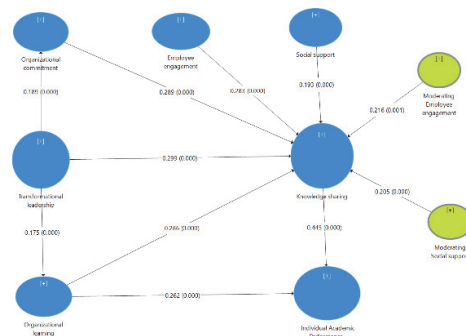 [+]
Organizational
commitment
[+]
Employee
engagement
[+]
Social support
[+]
Moderating
Employee
engagement
0.189 (0.000)
0.289 (0.000)
0.283 (0.000)
0.193 (0.000)
0.216 (0.001)
[+]
Transformational
leadership
0.293 (0.000)
[+]
Knowledge sharing
0.175 (0.000)
0.286 (0.000)
0.445 (0.000)
0.205 (0.000)
[+]
Moderating
Social support
[+]
Organizational
learning
0.262 (0.000)
[+]
Individual Academic